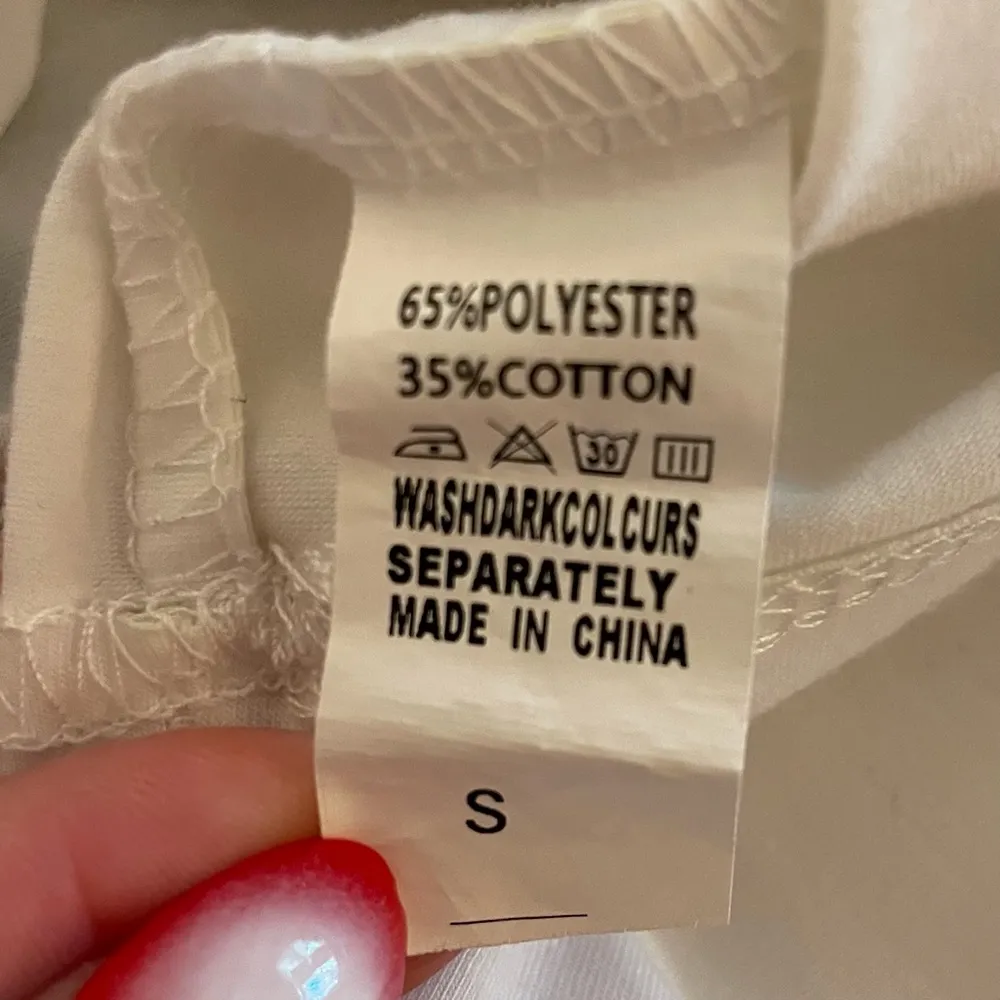 65%POLYESTER
35%COTTON
30
WASHDARKCOLCURS
SEPARATELY
MADE IN CHINA
S